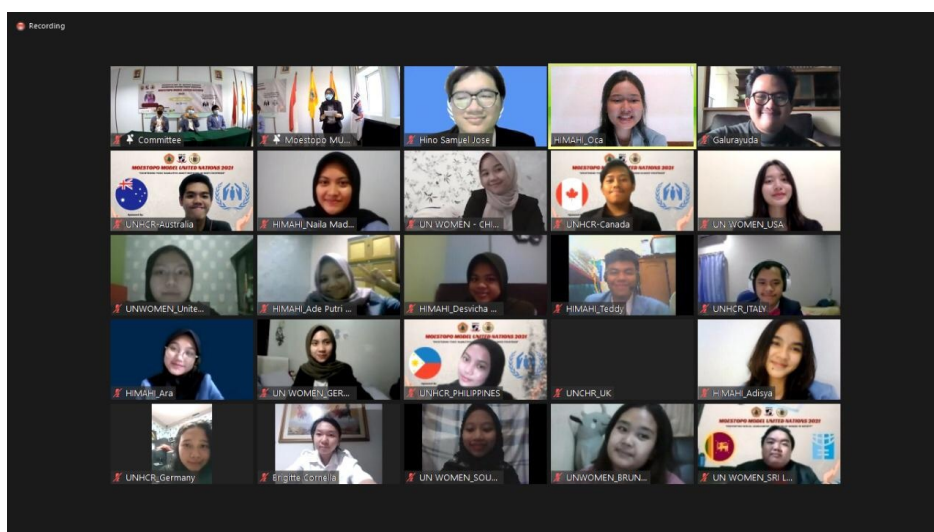 Recording
Committee
Moestopo MU...
Hino Samuel Jose
HIMAHI_Oca
Galurayuda
MOESTOPO MODEL UNITED NATIONS 2021
UNHCR-Australia
HIMAHI_Naila Mad...
UN WOMEN - CHI...
MOESTOPO MODEL UNITED NATIONS 2021
UNHCR-Canada
UN WOMEN_USA
UNWOMEN_Unite...
HIMAHI_Ade Putri ...
HIMAHI_Desvicha ...
HIMAHI_Teddy
UNHCR_ITALY
HIMAHI_Ara
UN WOMEN_GER...
MOESTOPO MODEL UNITED NATIONS 2021
UNHCR_PHILIPPINES
UNCHR_UK
HIMAHI_Adisya
UNHCR_Germany
Brigitte Cornelia
UN WOMEN_SOU...
UNWOMEN_BRUN...
MOESTOPO MODEL UNITED NATIONS 2021
UN WOMEN_SRI L...